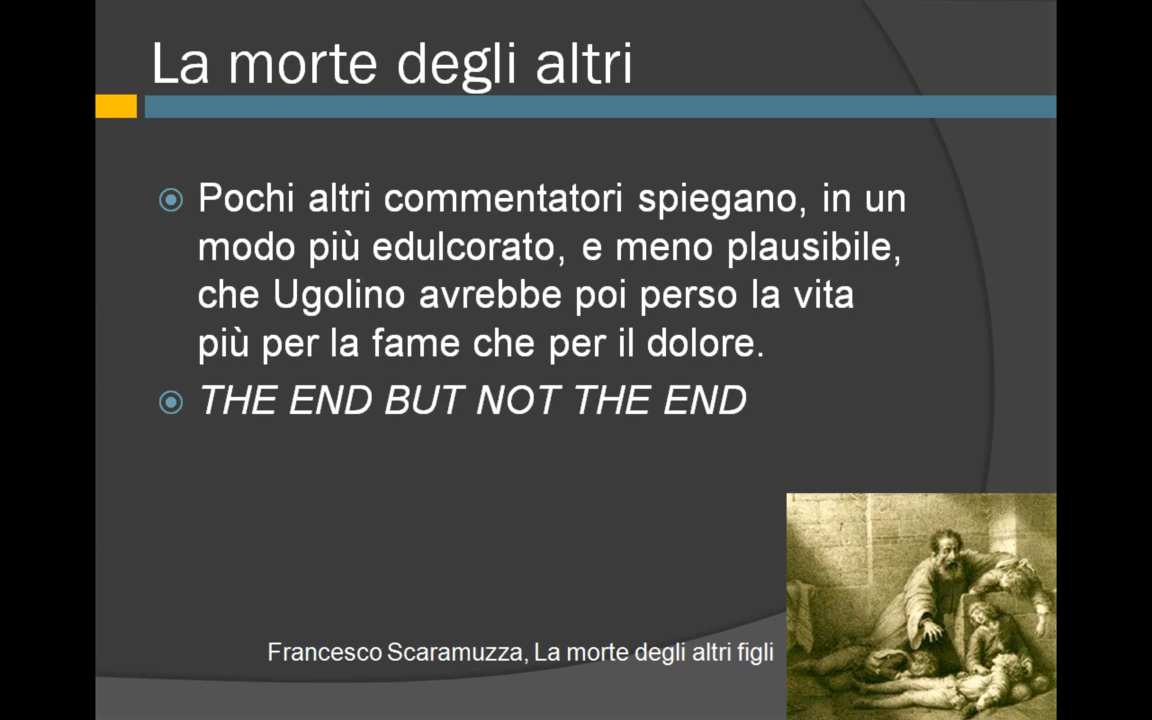 La morte degli altri
Pochi altri commentatori spiegano, in un
modo più edulcorato, e meno plausibile,
che Ugolino avrebbe poi perso la vita
più per la fame che per il dolore.
THE END BUT NOT THE END
Francesco Scaramuzza, La morte degli altri figli